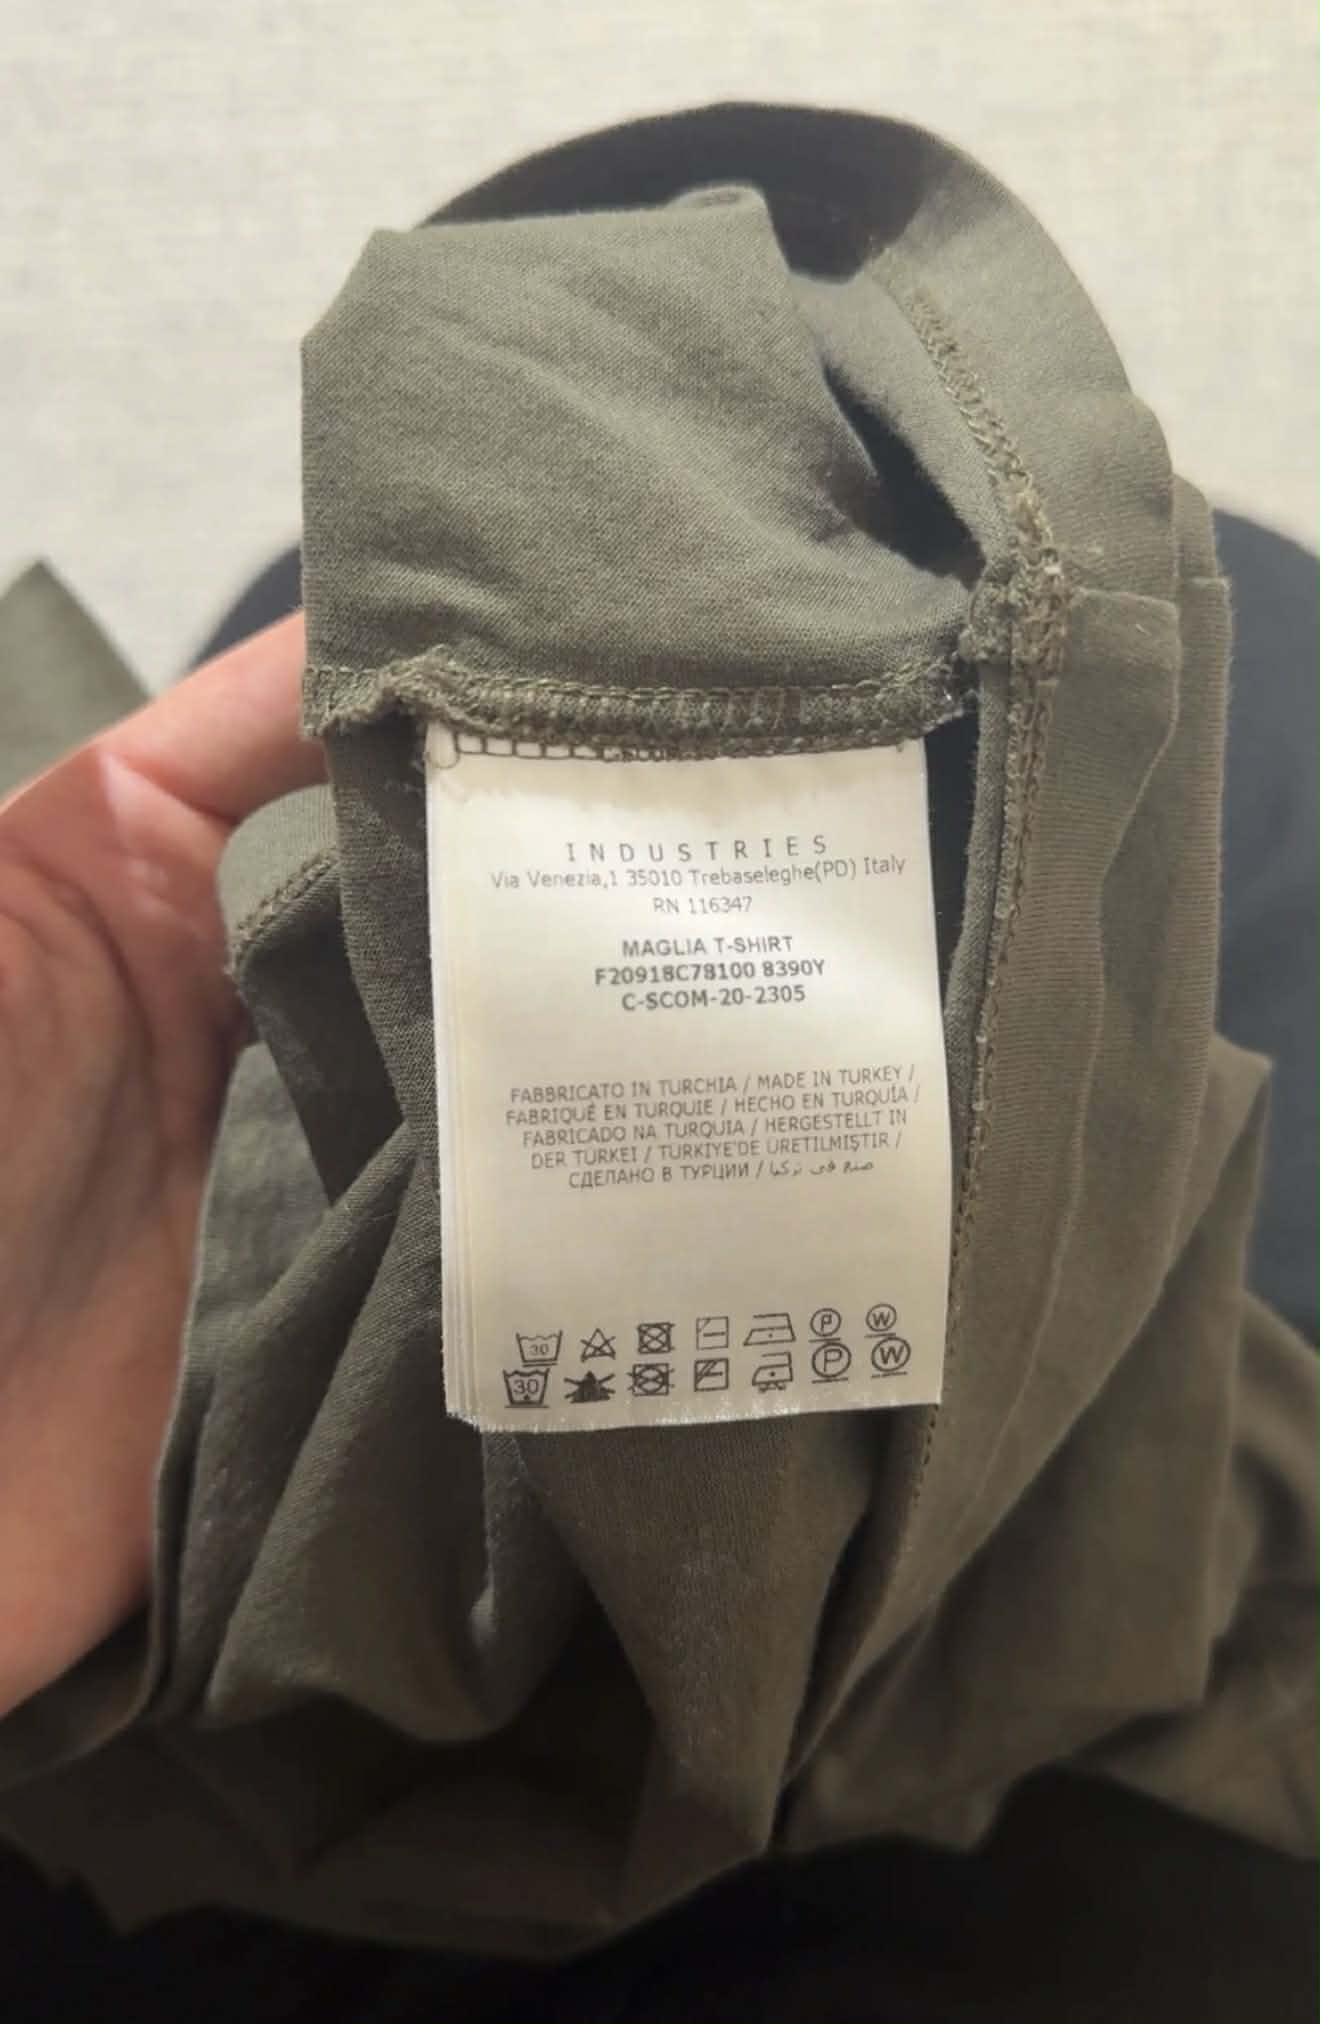 INDUSTRIES
Via Venezia,1 35010 Trebaseleghe(PD) Italy
RN 116347
MAGLIA T-SHIRT
F20918C78100 8390Y
C-SCOM-20-2305
FABBRICATO IN TURCHIA / MADE IN TURKEY /
FABRIQUÉ EN TURQUIE / HECHO EN TURQUÍA /
FABRICADO NA TURQUIA / HERGESTELLT IN
DER TÜRKEI / TÜRKIYE'DE ÜRETILMIŞTIR /
СДЕЛАНО В ТУРЦИИ / صنع في تركيا
30 P W
30 P W